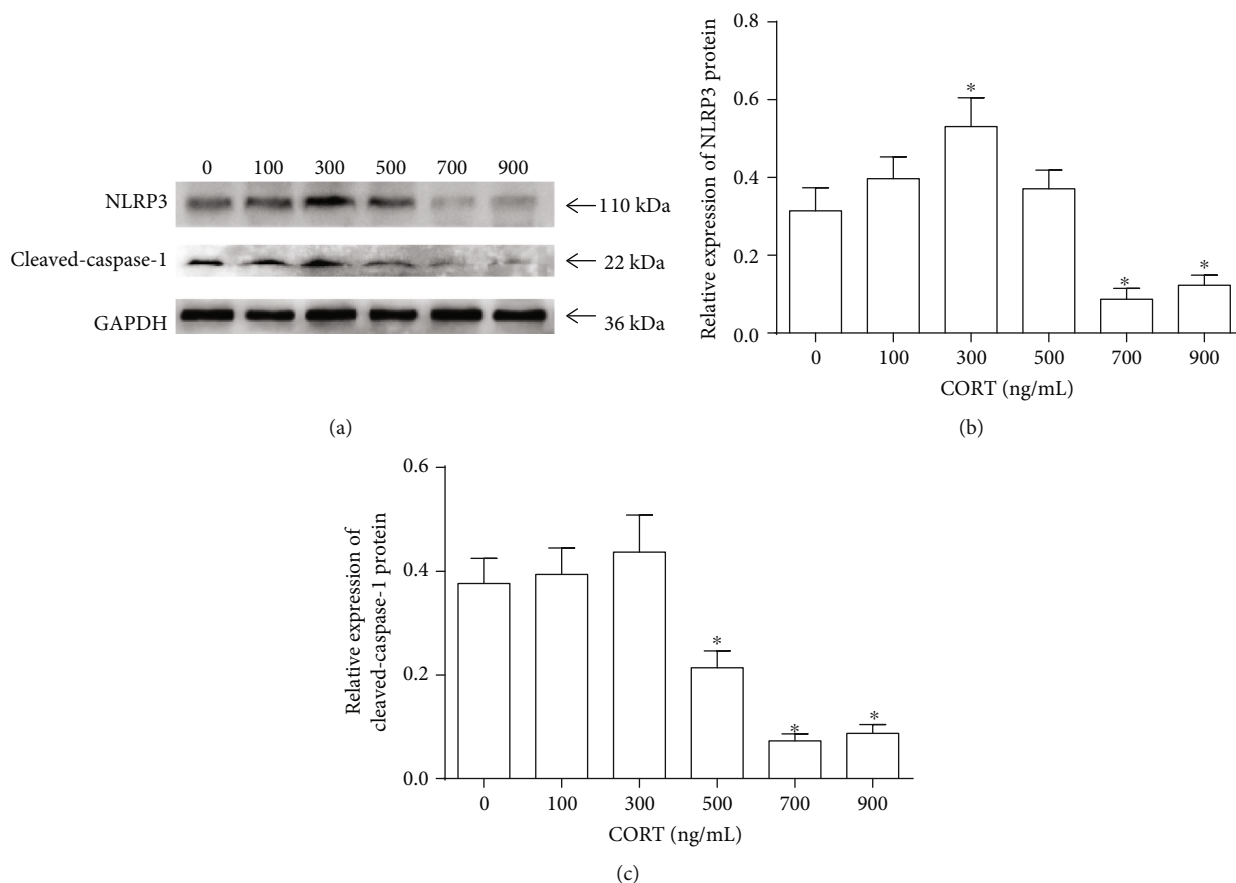 0 100 300 500 700 900
NLRP3
110 kDa
Cleaved-caspase-1
22 kDa
GAPDH
36 kDa
(a)
Relative expression of NLRP3 protein
0.8
0.6
0.4
0.2
0.0
*
*
*
0 100 300 500 700 900
CORT (ng/mL)
(b)
Relative expression of
cleaved-caspase-1 protein
0.6
0.4
0.2
0.0
*
*
*
0 100 300 500 700 900
CORT (ng/mL)
(c)